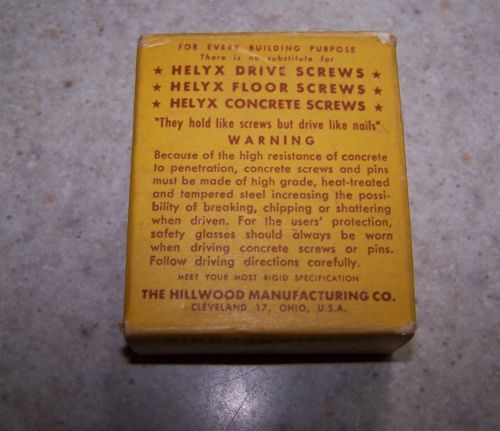 FOR EVERY BUILDING PURPOSE
There is no substitute for
★ HELYX DRIVE SCREWS ★
★ HELYX FLOOR SCREWS ★
★ HELYX CONCRETE SCREWS ★
"They hold like screws but drive like nails"
WARNING
Because of the high resistance of concrete
to penetration, concrete screws and pins
must be made of high grade, heat-treated
and tempered steel increasing the possi-
bility of breaking, chipping or shattering
when driven. For the users' protection,
safety glasses should always be worn
when driving concrete screws or pins.
Follow driving directions carefully.
MEET YOUR MOST RIGID SPECIFICATION
THE HILLWOOD MANUFACTURING CO.
CLEVELAND 17, OHIO, U.S.A.